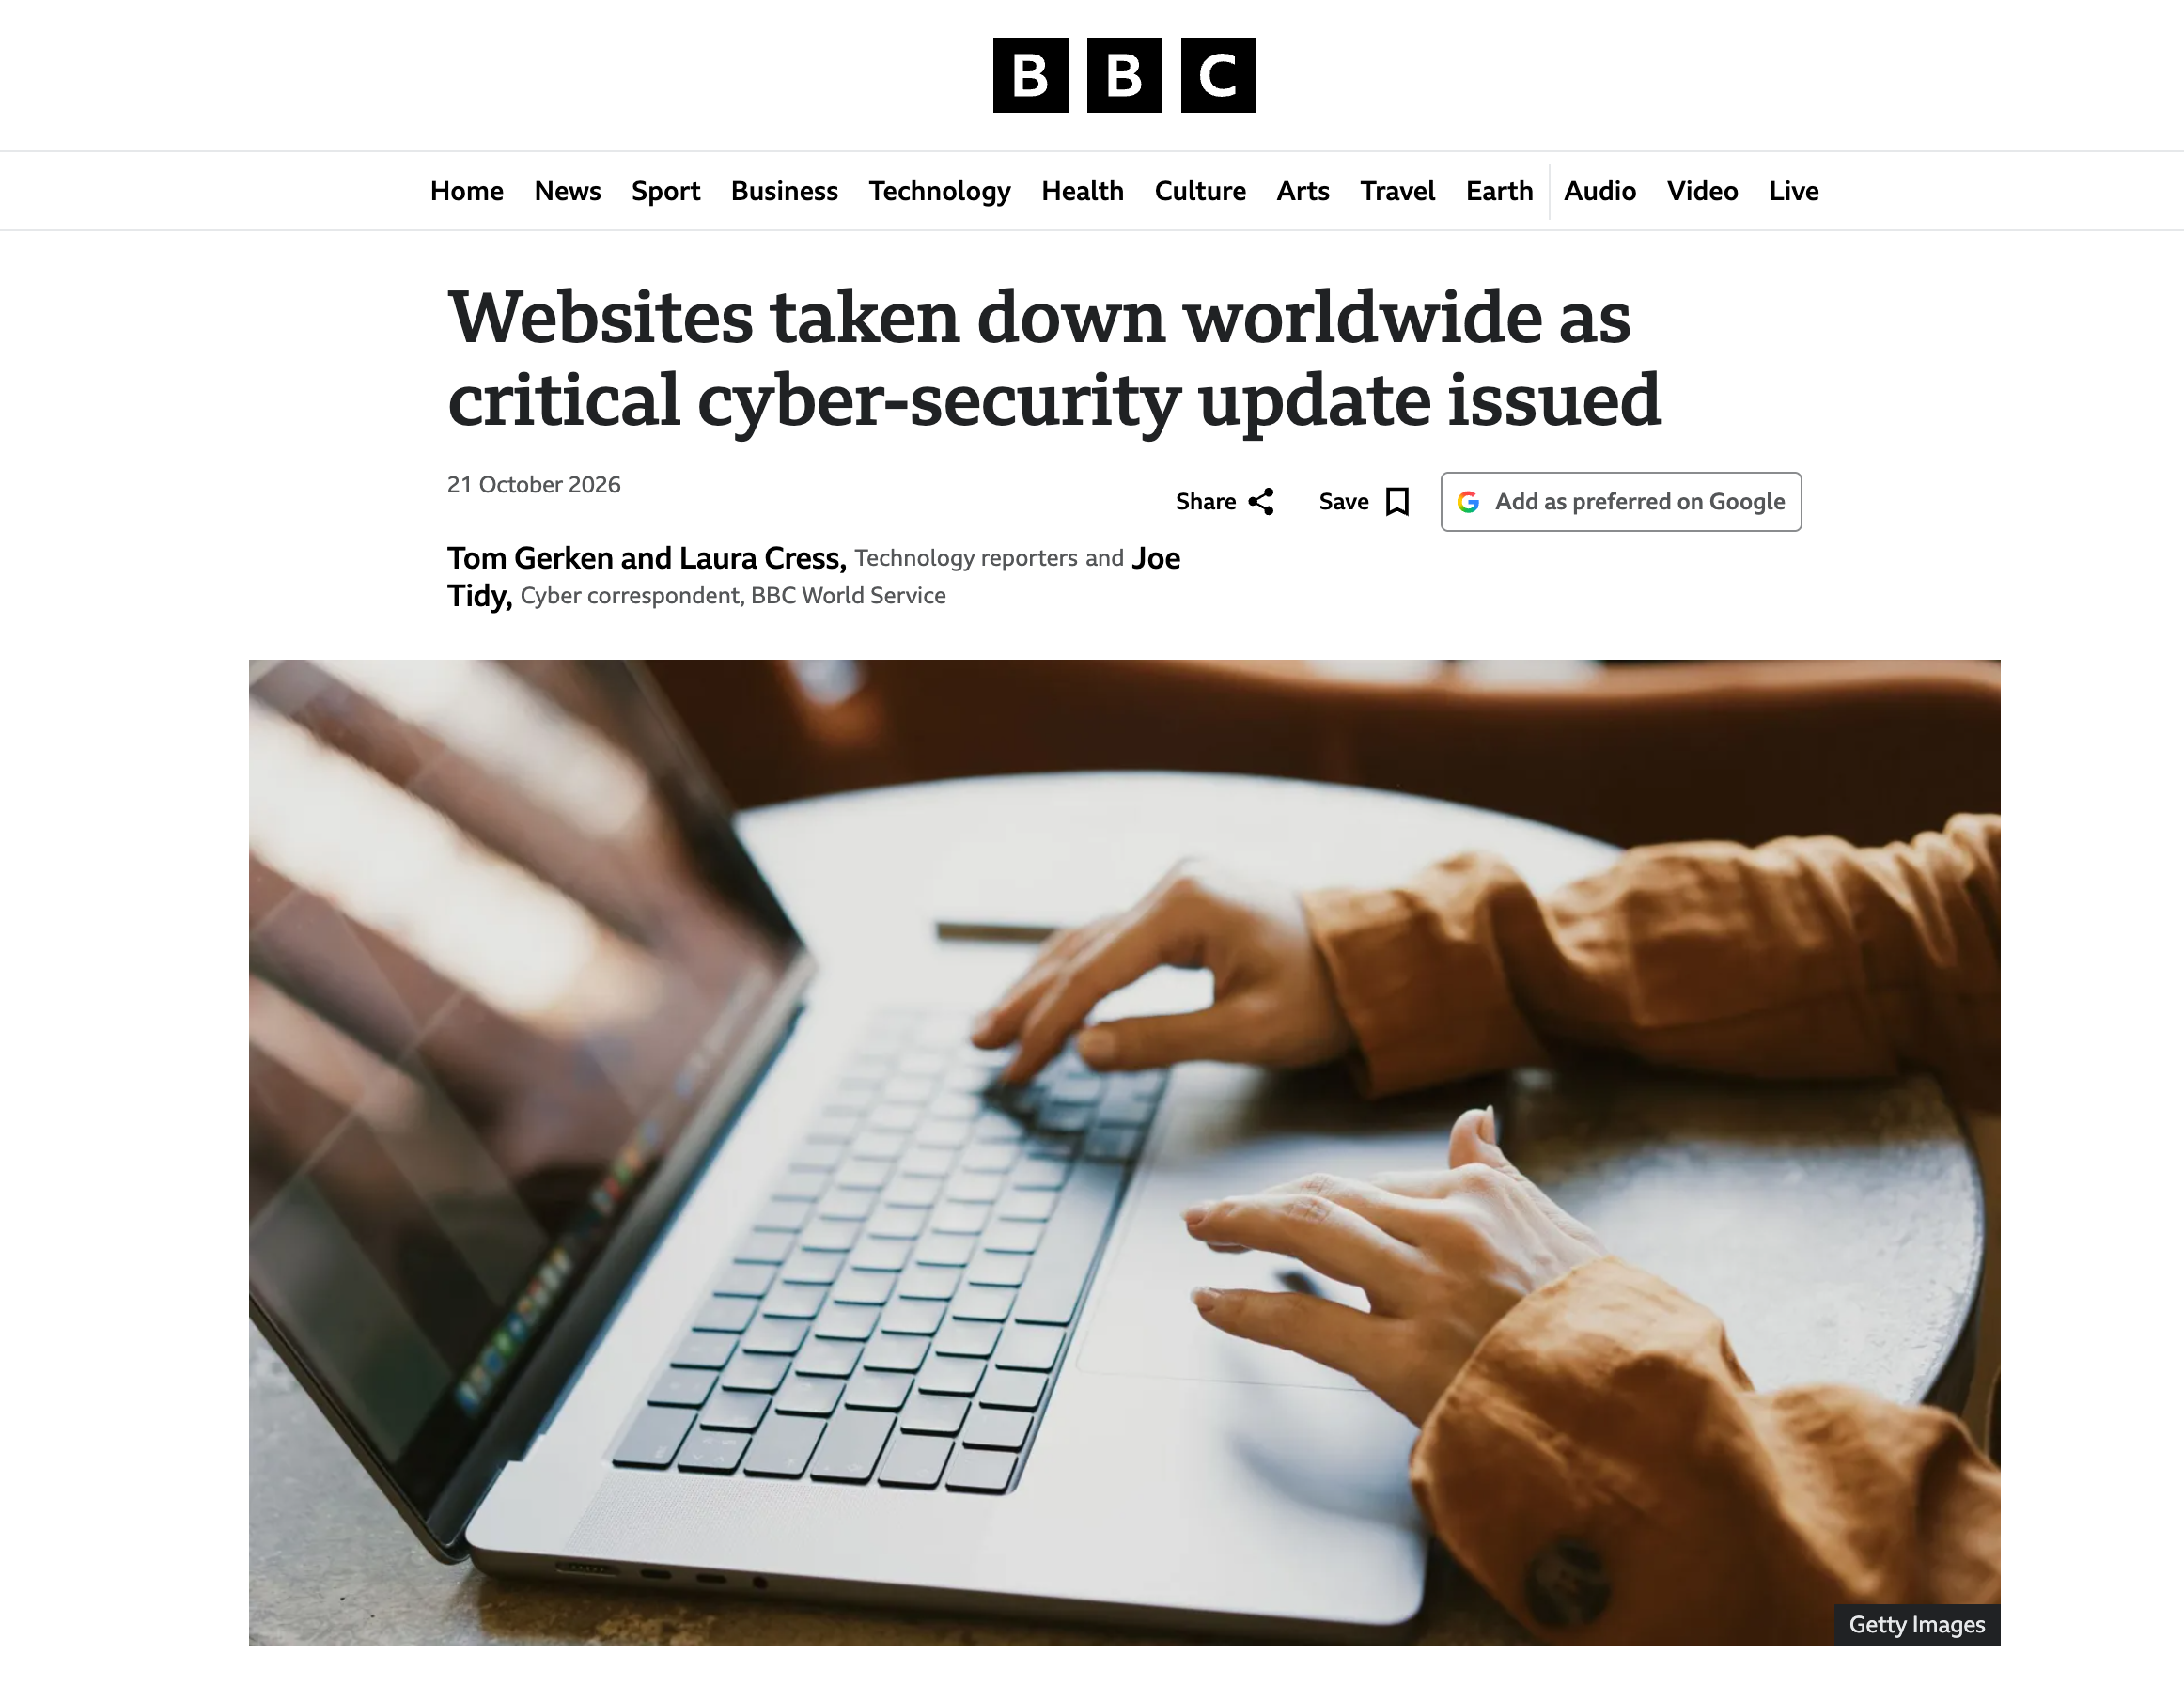 BBC
Home News Sport Business Technology Health Culture Arts Travel Earth Audio Video Live
Websites taken down worldwide as
critical cyber-security update issued
21 October 2026
Share Save Add as preferred on Google
Tom Gerken and Laura Cress, Technology reporters and Joe
Tidy, Cyber correspondent, BBC World Service
Getty Images